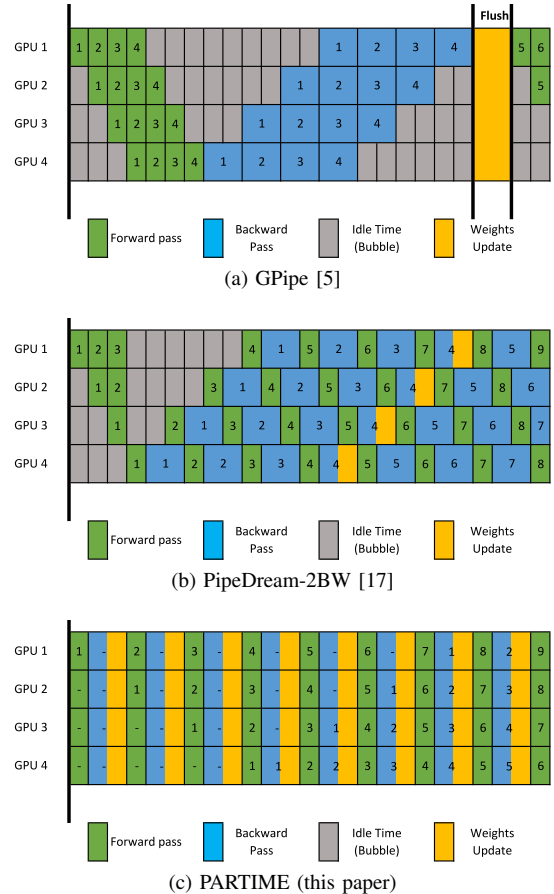 Flush
GPU 1 1 2 3 4 1 2 3 4 5 6
GPU 2 1 2 3 4 1 2 3 4 5
GPU 3 1 2 3 4 1 2 3 4
GPU 4 1 2 3 4 1 2 3 4
Forward pass Backward Pass Idle Time (Bubble) Weights Update
(a) GPipe [5]
GPU 1 1 2 3 4 1 5 2 6 3 7 4 8 5 9
GPU 2 1 2 3 1 4 2 5 3 6 4 7 5 8 6
GPU 3 1 2 1 3 2 4 3 5 4 6 5 7 6 8 7
GPU 4 1 1 2 2 3 3 4 4 5 5 6 6 7 7 8
Forward pass Backward Pass Idle Time (Bubble) Weights Update
(b) PipeDream-2BW [17]
GPU 1 1 - 2 - 3 - 4 - 5 - 6 - 7 1 8 2 9
GPU 2 - - 1 - 2 - 3 - 4 - 5 1 6 2 7 3 8
GPU 3 - - - - 1 - 2 - 3 1 4 2 5 3 6 4 7
GPU 4 - - - - - - 1 1 2 2 3 3 4 4 5 5 6
Forward pass Backward Pass Idle Time (Bubble) Weights Update
(c) PARTIME (this paper)